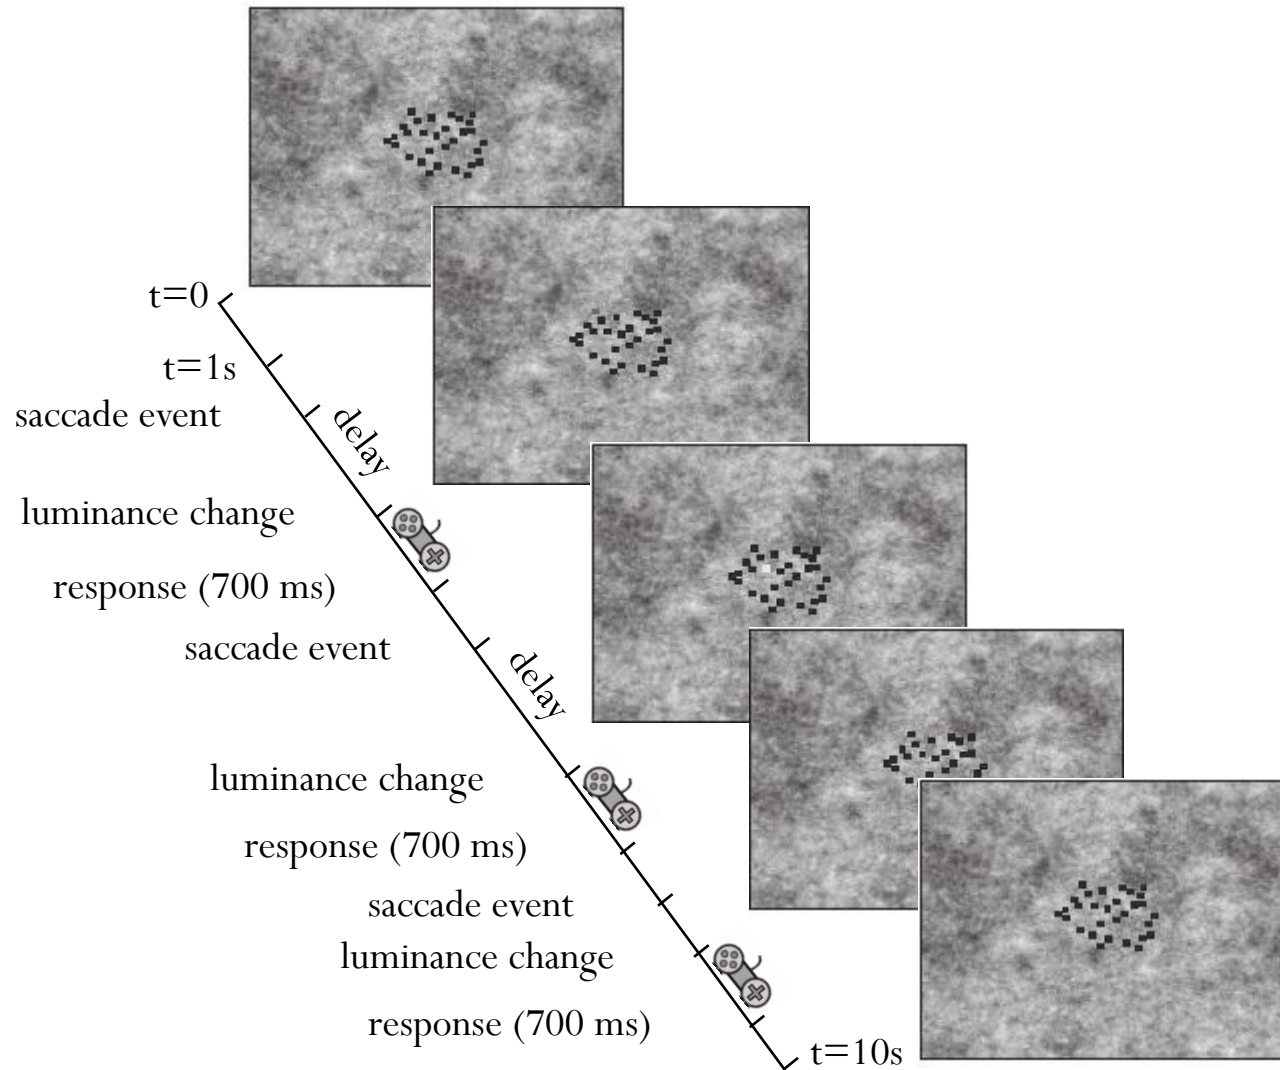 t=0
t=1s
saccade event
delay
luminance change
response (700 ms)
saccade event
delay
luminance change
response (700 ms)
saccade event
luminance change
response (700 ms)
t=10s